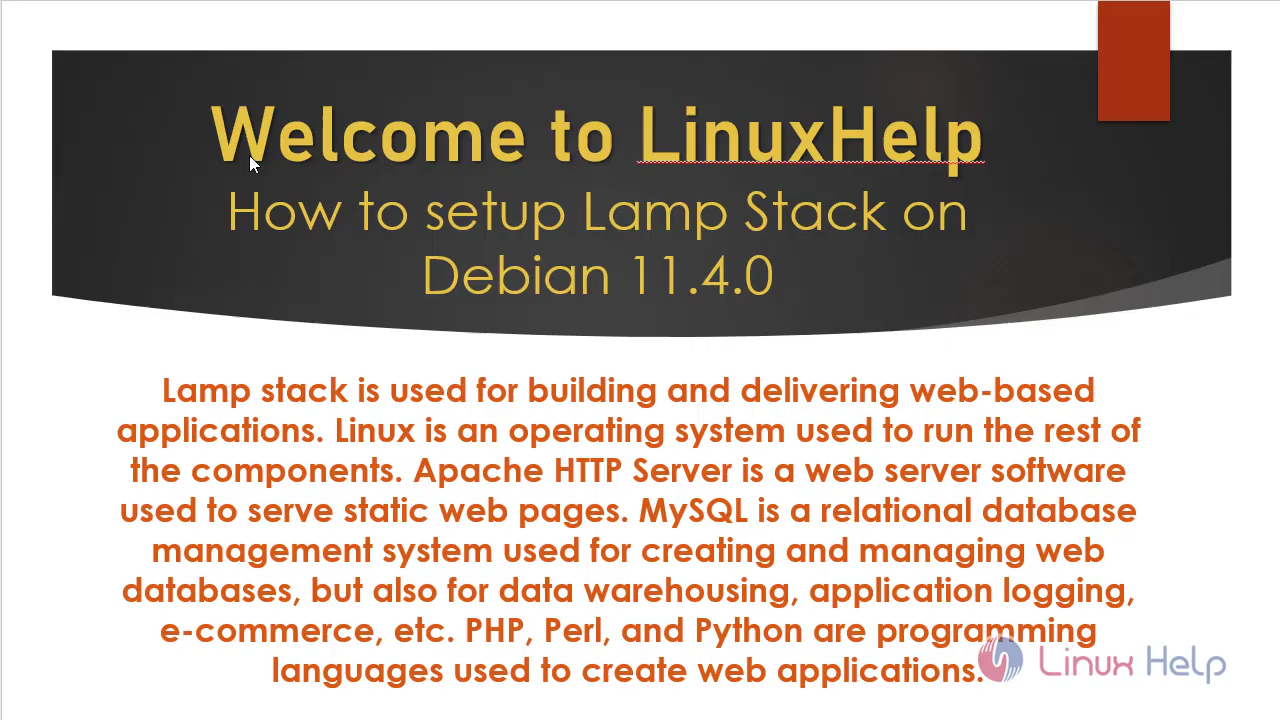 Welcome to LinuxHelp
How to setup Lamp Stack on
Debian 11.4.0
Lamp stack is used for building and delivering web-based
applications. Linux is an operating system used to run the rest of
the components. Apache HTTP Server is a web server software
used to serve static web pages. MySQL is a relational database
management system used for creating and managing web
databases, but also for data warehousing, application logging,
e-commerce, etc. PHP, Perl, and Python are programming
languages used to create web applications.
Linux Help